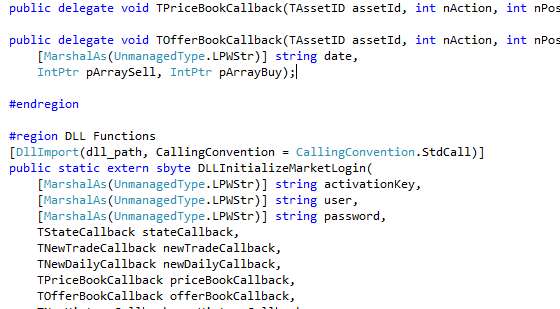 public delegate void TPriceBookCallback(TAssetID assetId, int nAction, int nPos
public delegate void TOfferBookCallback(TAssetID assetId, int nAction, int nPos
[MarshalAs(UnmanagedType.LPWStr)] string date,
IntPtr pArraySell, IntPtr pArrayBuy);
#endregion
#region DLL Functions
[DllImport(dll_path, CallingConvention = CallingConvention.StdCall)]
public static extern sbyte DLLInitializeMarketLogin(
[MarshalAs(UnmanagedType.LPWStr)] string activationKey,
[MarshalAs(UnmanagedType.LPWStr)] string user,
[MarshalAs(UnmanagedType.LPWStr)] string password,
TStateCallback stateCallback,
TNewTradeCallback newTradeCallback,
TNewDailyCallback newDailyCallback,
TPriceBookCallback priceBookCallback,
TOfferBookCallback offerBookCallback,